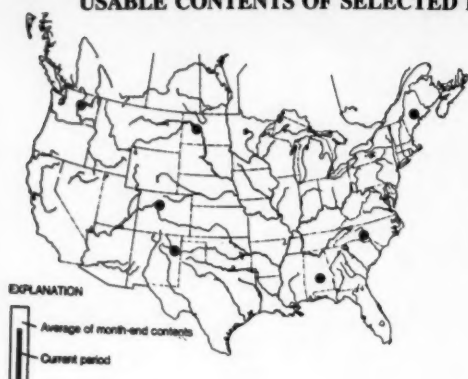 USABLE CONTENTS OF SELECTED
EXPLANATION
Average of month-end contents
Current period